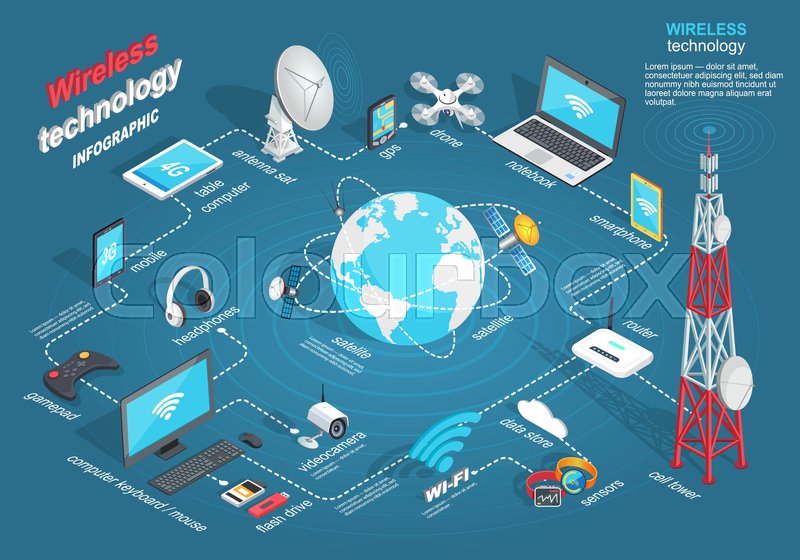 Wireless
technology
INFOGRAPHIC
WIRELESS
technology
Lorem ipsum — dolor sit amet,
consectetuer adipiscing elit,
sed diam nonummy nibh euismod
tincidunt ut laoreet dolore
magna aliquam erat
volutpat.
antenna sat
gps
drone
notebook
4G
table
computer
smartphone
3G
mobile
headphones
satellite
satellite
router
gamepad
videocamera
data store
computer keyboard / mouse
flash drive
WI-FI
sensors
cell tower
colourbox